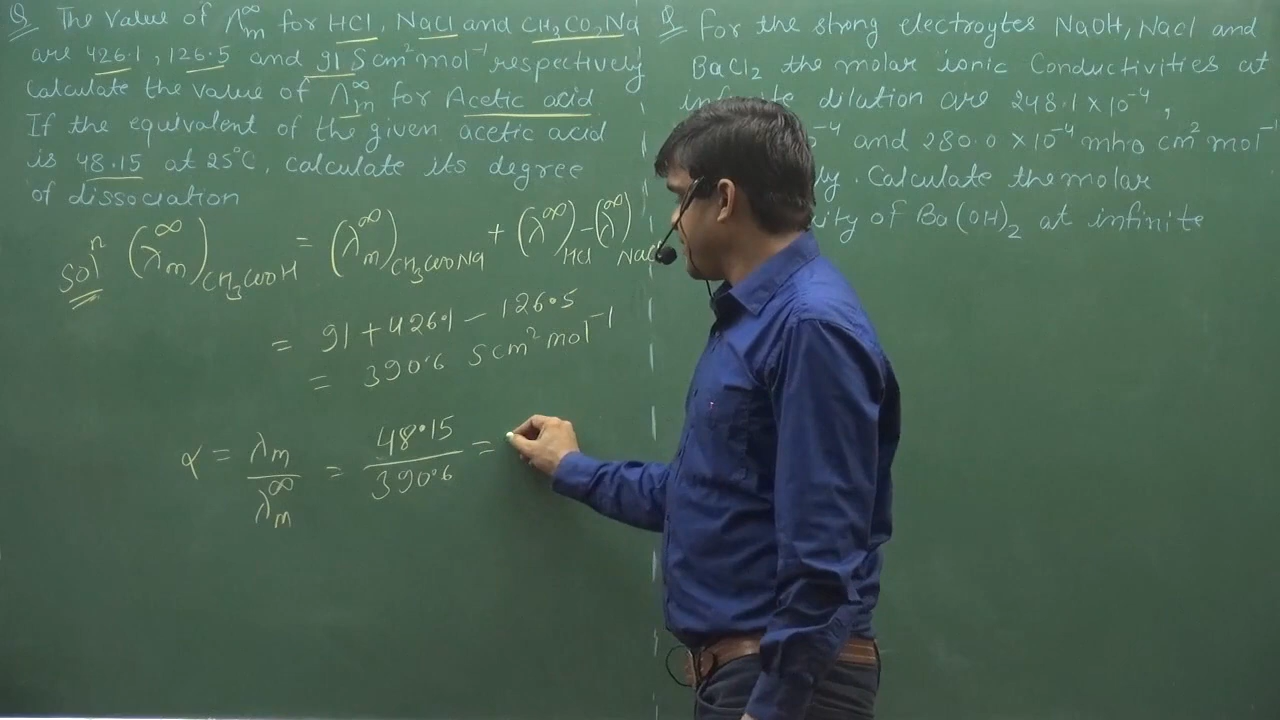 Q The value of Λ∞m for HCl, NaCl and CH3CO2Na
are 426.1, 126.5 and 91 S cm² mol⁻¹ respectively
calculate the value of Λ∞m for Acetic acid
If the equivalent of the given acetic acid
is 48.15 at 25°C, calculate its degree
of dissociation
Solⁿ (λ∞m)CH3COOH = (λ∞m)CH3COONa + (λ∞)HCl - (λ∞)NaCl
= 91 + 426.1 - 126.5
= 390.6 S cm² mol⁻¹
α = λm / λ∞m = 48.15 / 390.6 =
Q For the strong electroytes NaOH, Nacl and
BaCl2 the molar ionic Conductivities at
infinite dilation are 248.1 × 10⁻⁴,
⁻⁴ and 280.0 × 10⁻⁴ mho cm² mol⁻¹
ly. Calculate the molar
ity of Ba(OH)2 at infinite